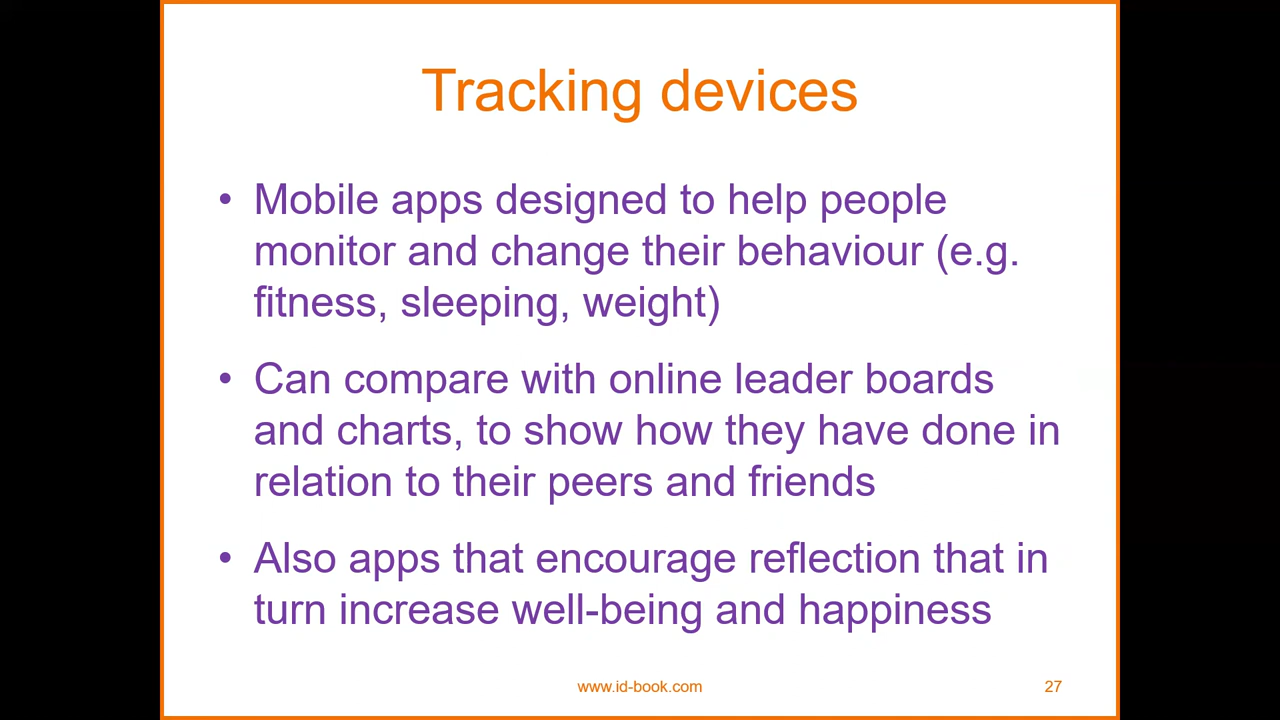 Tracking devices
• Mobile apps designed to help people
monitor and change their behaviour (e.g.
fitness, sleeping, weight)
• Can compare with online leader boards
and charts, to show how they have done in
relation to their peers and friends
• Also apps that encourage reflection that in
turn increase well-being and happiness
www.id-book.com
27